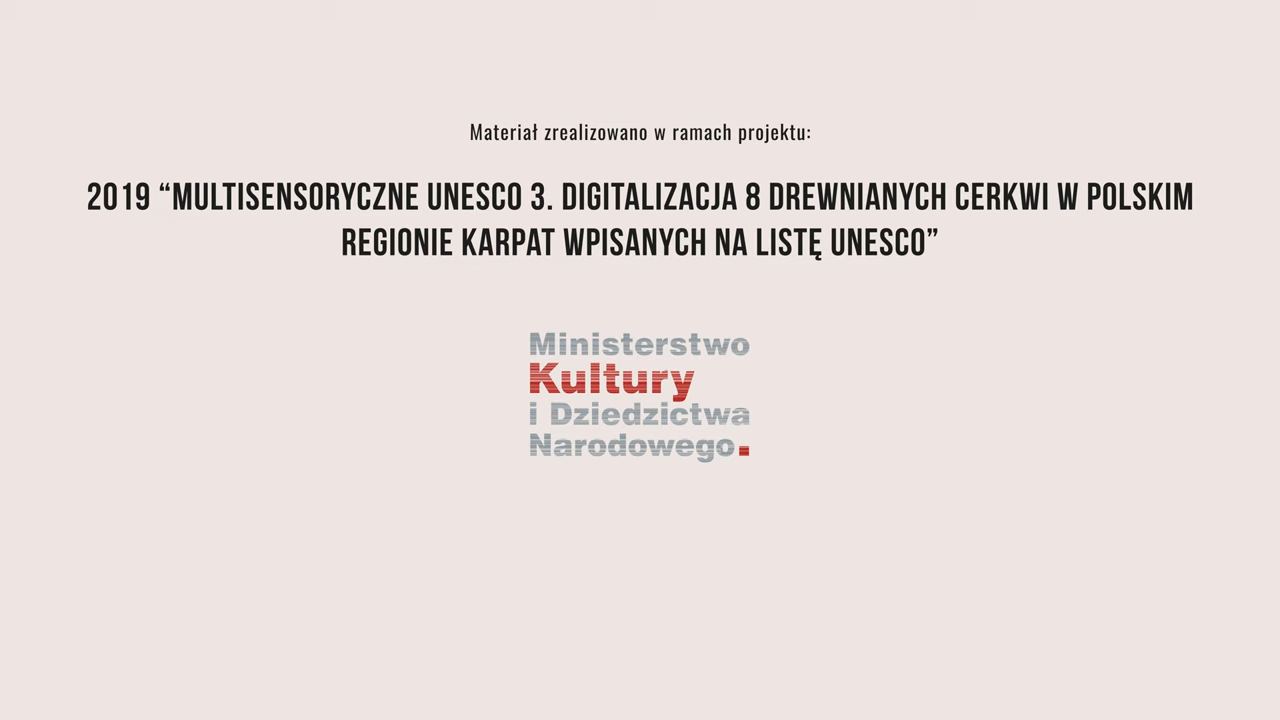 Materiał zrealizowano w ramach projektu:
2019 “MULTISENSORYCZNE UNESCO 3. DIGITALIZACJA 8 DREWNIANYCH CERKWI W POLSKIM
REGIONIE KARPAT WPISANYCH NA LISTĘ UNESCO”
Ministerstwo
Kultury
i Dziedzictwa
Narodowego.